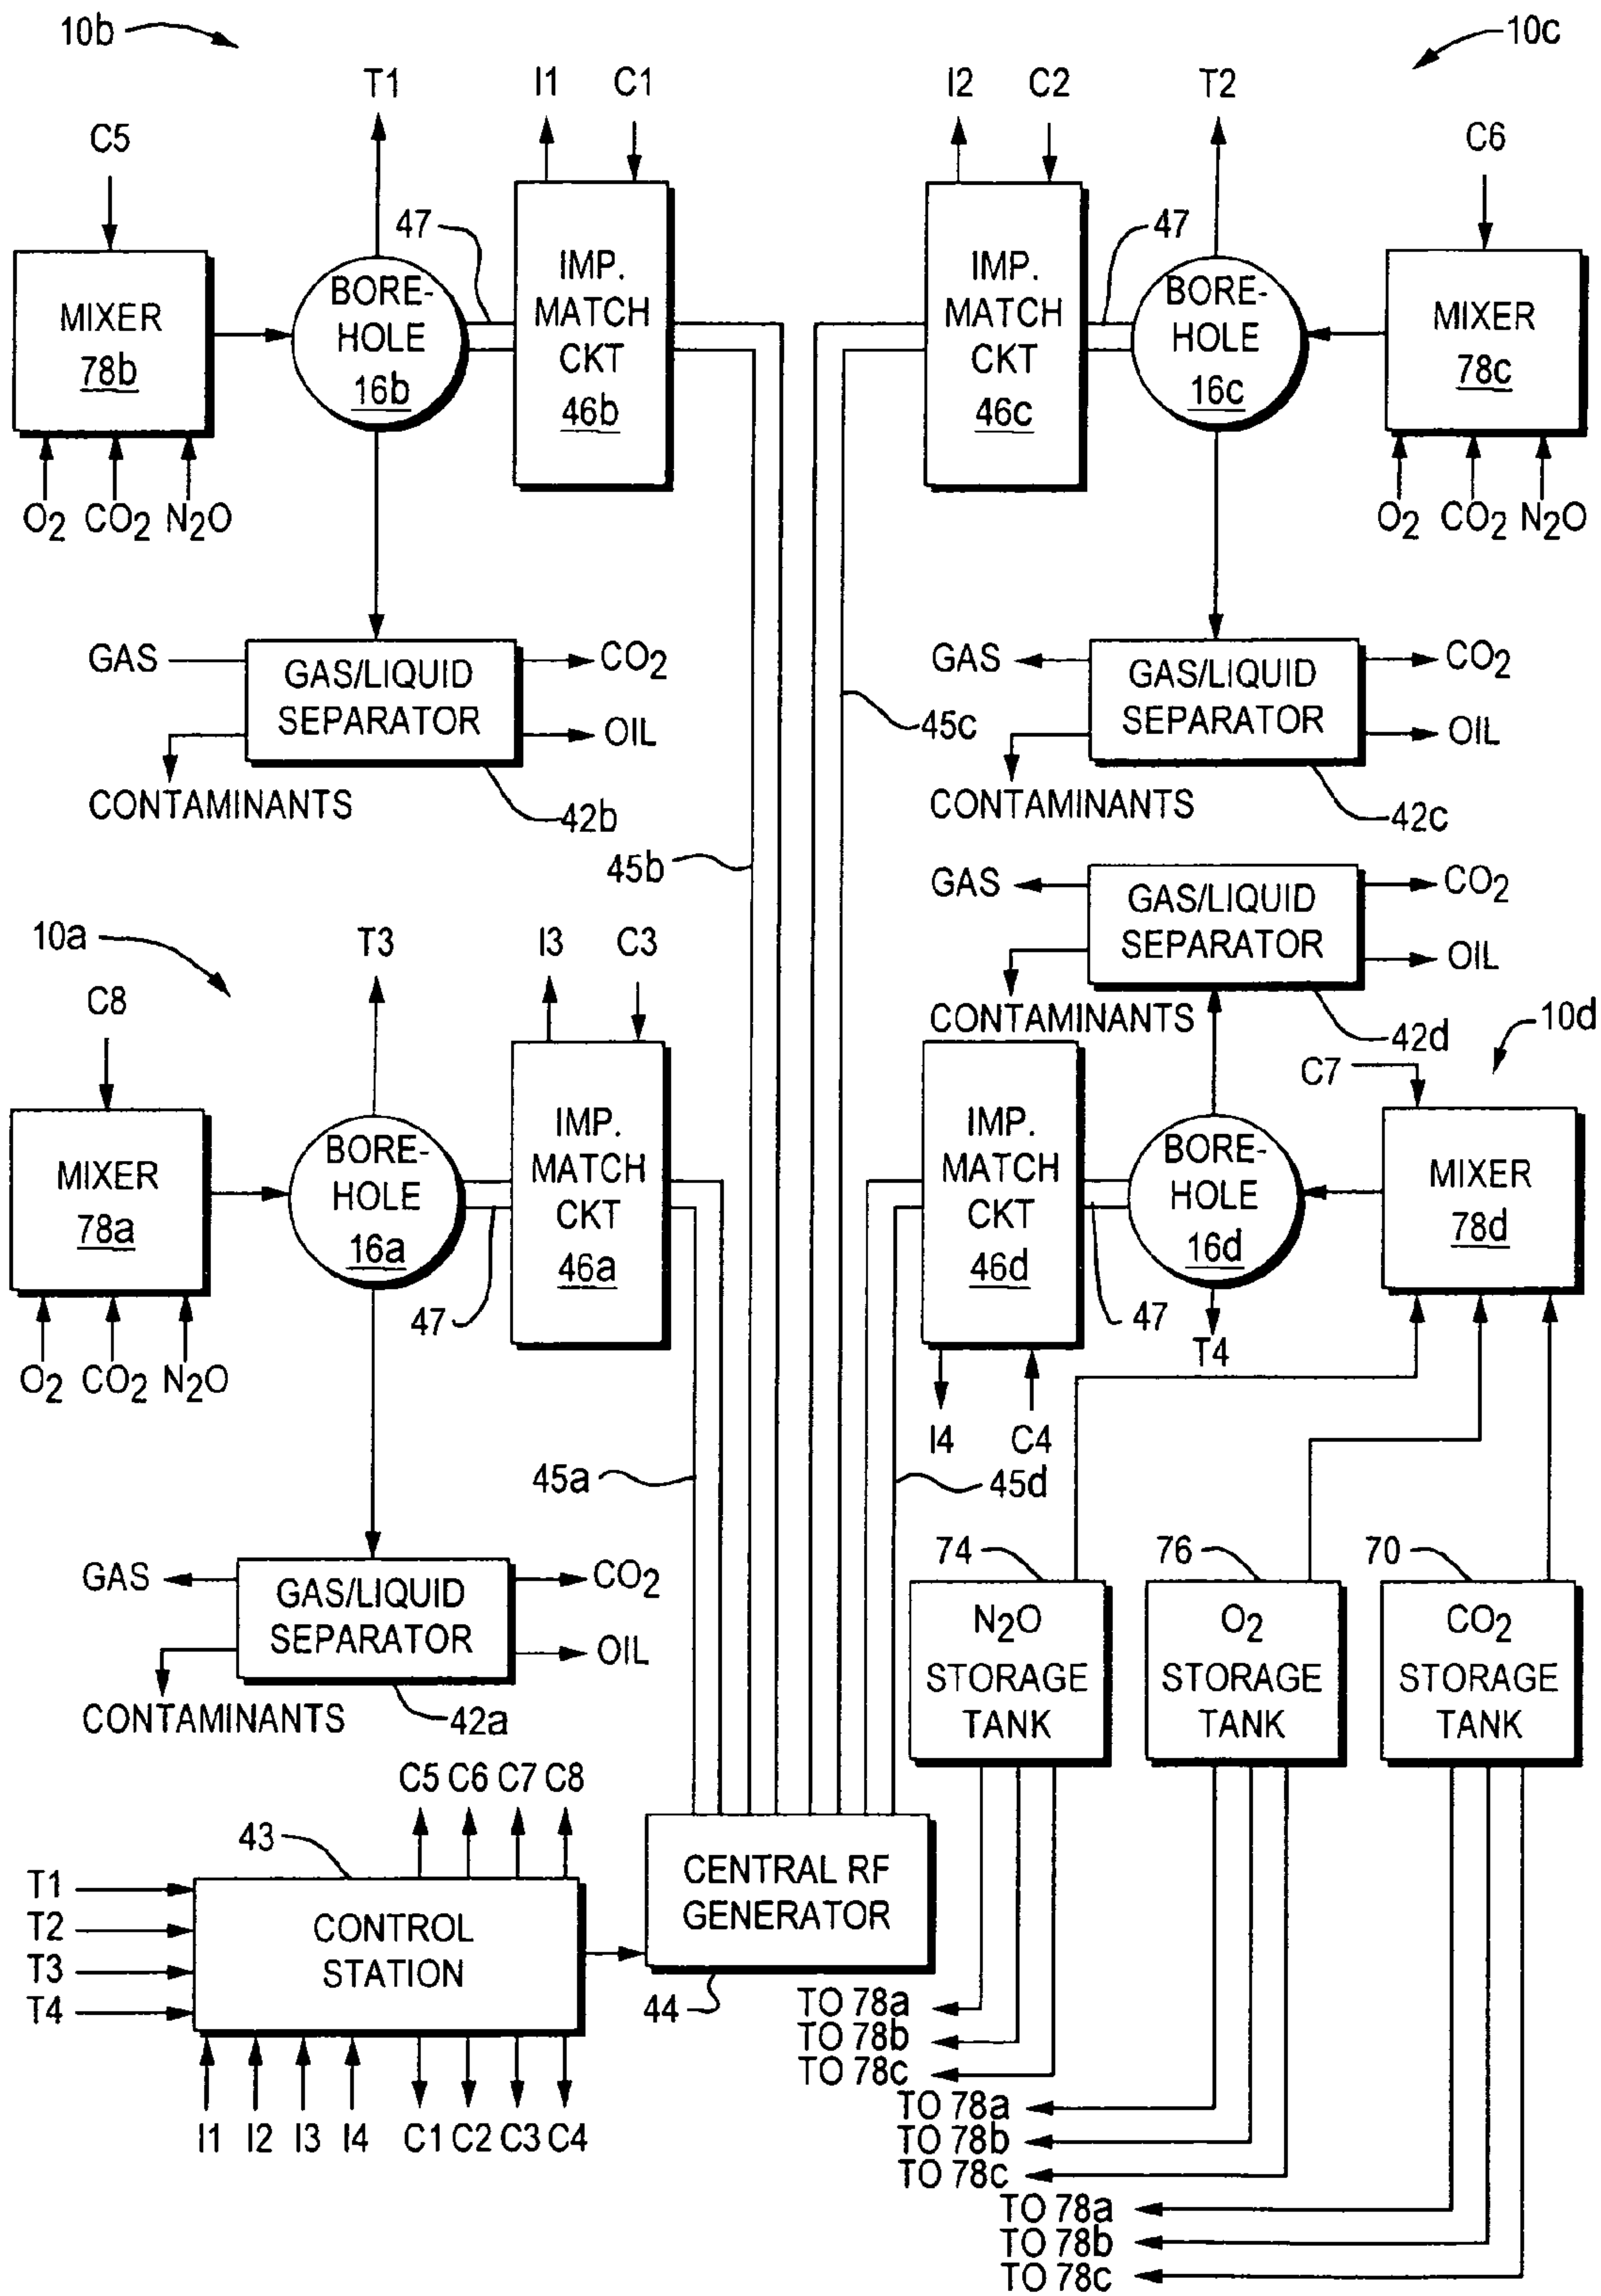 10b
10c
T1
I1
C1
I2
C2
T2
C5
C6
47
47
MIXER
78b
BORE-
HOLE
16b
IMP.
MATCH
CKT
46b
IMP.
MATCH
CKT
46c
BORE-
HOLE
16c
MIXER
78c
O2 CO2 N2O
O2 CO2 N2O
GAS
GAS/LIQUID
SEPARATOR
CO2
OIL
CONTAMINANTS
42b
45c
GAS
GAS/LIQUID
SEPARATOR
CO2
OIL
CONTAMINANTS
42c
45b
GAS
GAS/LIQUID
SEPARATOR
CO2
OIL
CONTAMINANTS
42d
10d
10a
T3
I3
C3
C8
C7
MIXER
78a
BORE-
HOLE
16a
IMP.
MATCH
CKT
46a
47
IMP.
MATCH
CKT
46d
BORE-
HOLE
16d
47
MIXER
78d
T4
O2 CO2 N2O
I4
C4
45a
45d
GAS
GAS/LIQUID
SEPARATOR
CO2
OIL
CONTAMINANTS
42a
74
76
70
N2O
STORAGE
TANK
O2
STORAGE
TANK
CO2
STORAGE
TANK
C5 C6 C7 C8
43
T1
T2
T3
T4
CONTROL
STATION
CENTRAL RF
GENERATOR
44
I1 I2 I3 I4 C1 C2 C3 C4
TO 78a
TO 78b
TO 78c
TO 78a
TO 78b
TO 78c
TO 78a
TO 78b
TO 78c